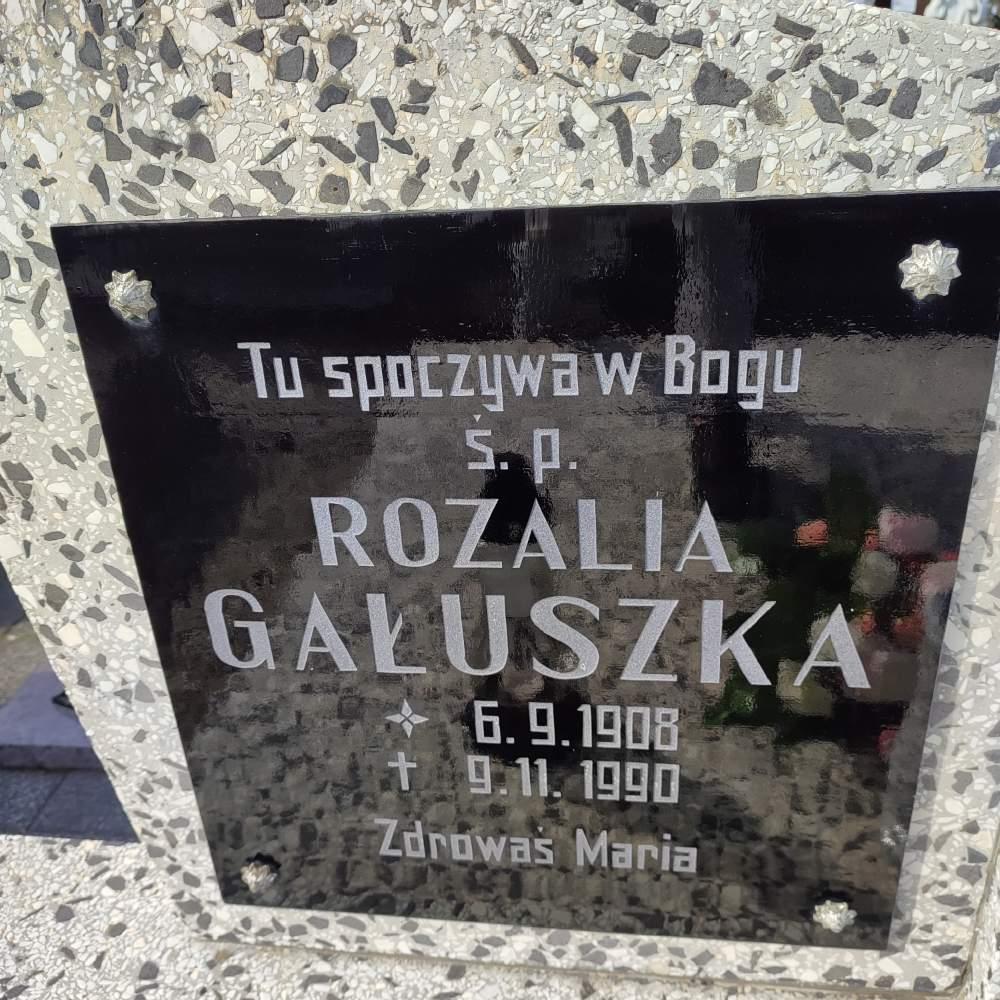 Tu spoczywa w Bogu
ś. p.
ROZALIA
GAŁUSZKA
6. 9. 1908
✝ 9. 11. 1990
Zdrowaś Maria